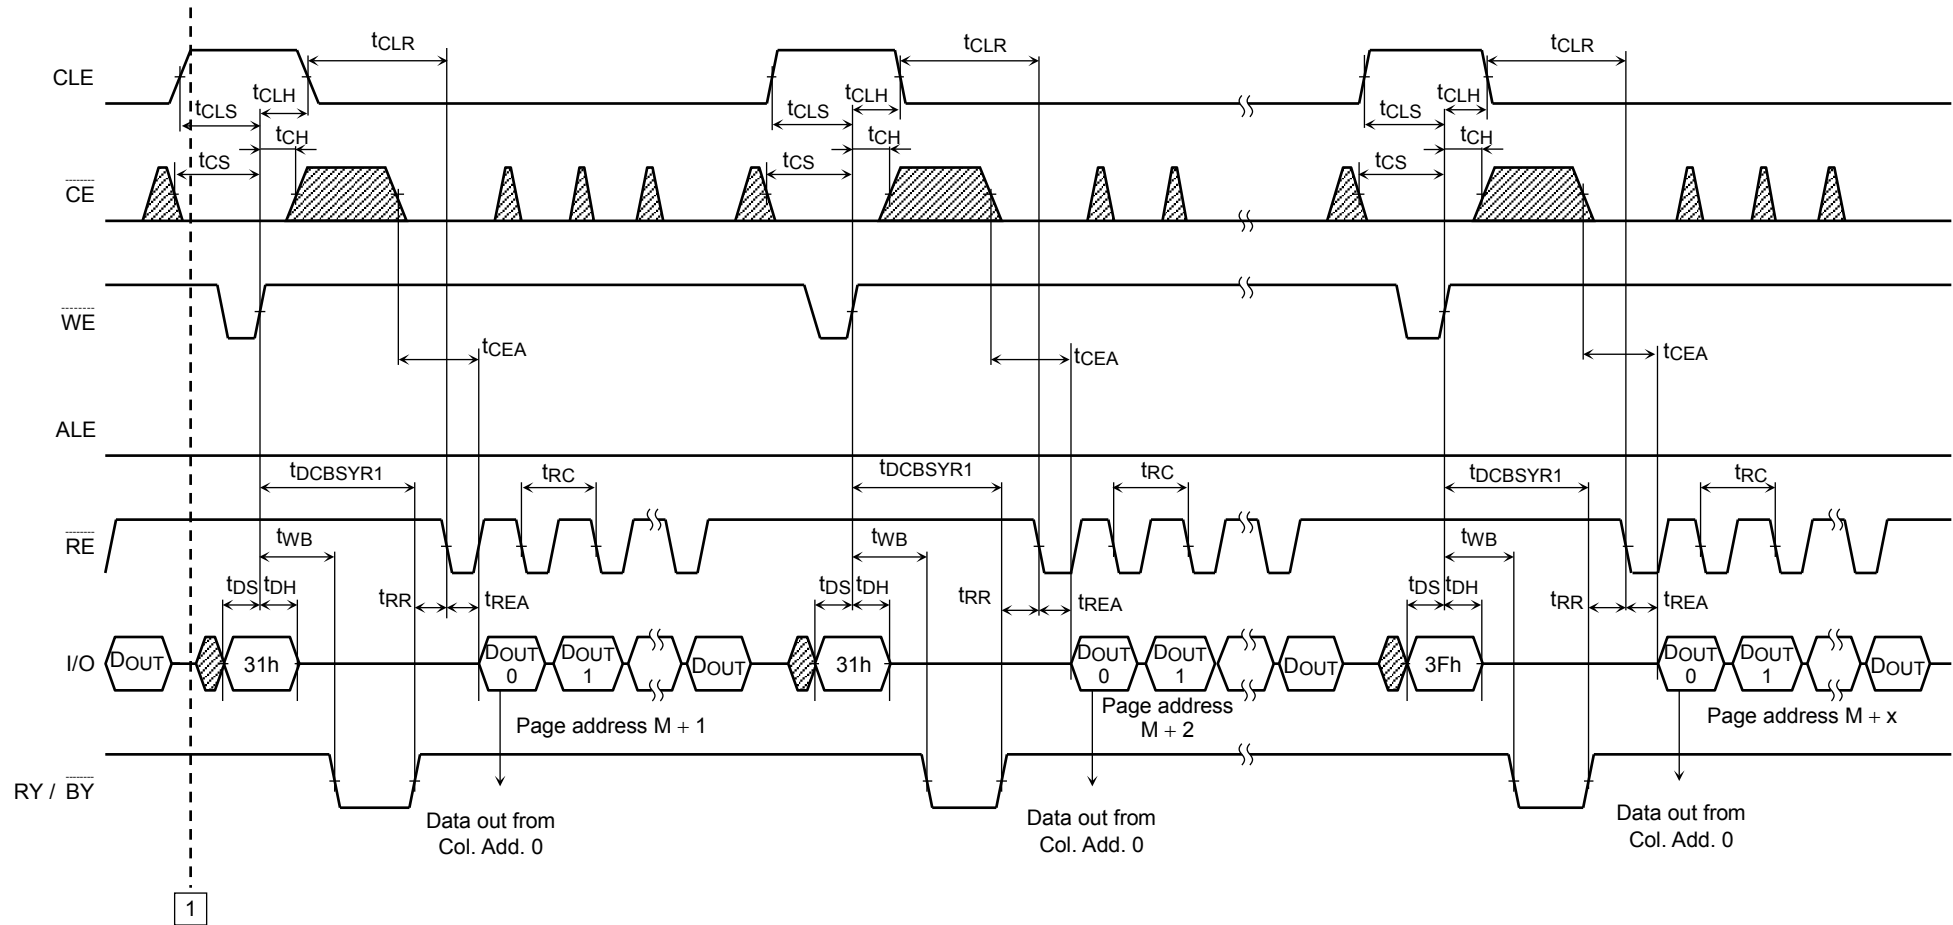 tCLR tCLR tCLR
CLE
tCLH tCLH tCLH
tCLS tCLS tCLS
tCH tCH tCH
tCS tCS tCS
CE
WE
tCEA tCEA tCEA
ALE
tDCBSYR1 tRC tDCBSYR1 tRC tDCBSYR1 tRC
RE
tWB tWB tWB
tDS tDH tDS tDH tDS tDH
tRR tREA tRR tREA tRR tREA
I/O DOUT 31h DOUT 0 DOUT 1 DOUT 31h DOUT 0 DOUT 1 DOUT 3Fh DOUT 0 DOUT 1 DOUT
Page address M + 1
Page address
M + 2
Page address M + x
RY / BY
Data out from
Col. Add. 0
Data out from
Col. Add. 0
Data out from
Col. Add. 0
1